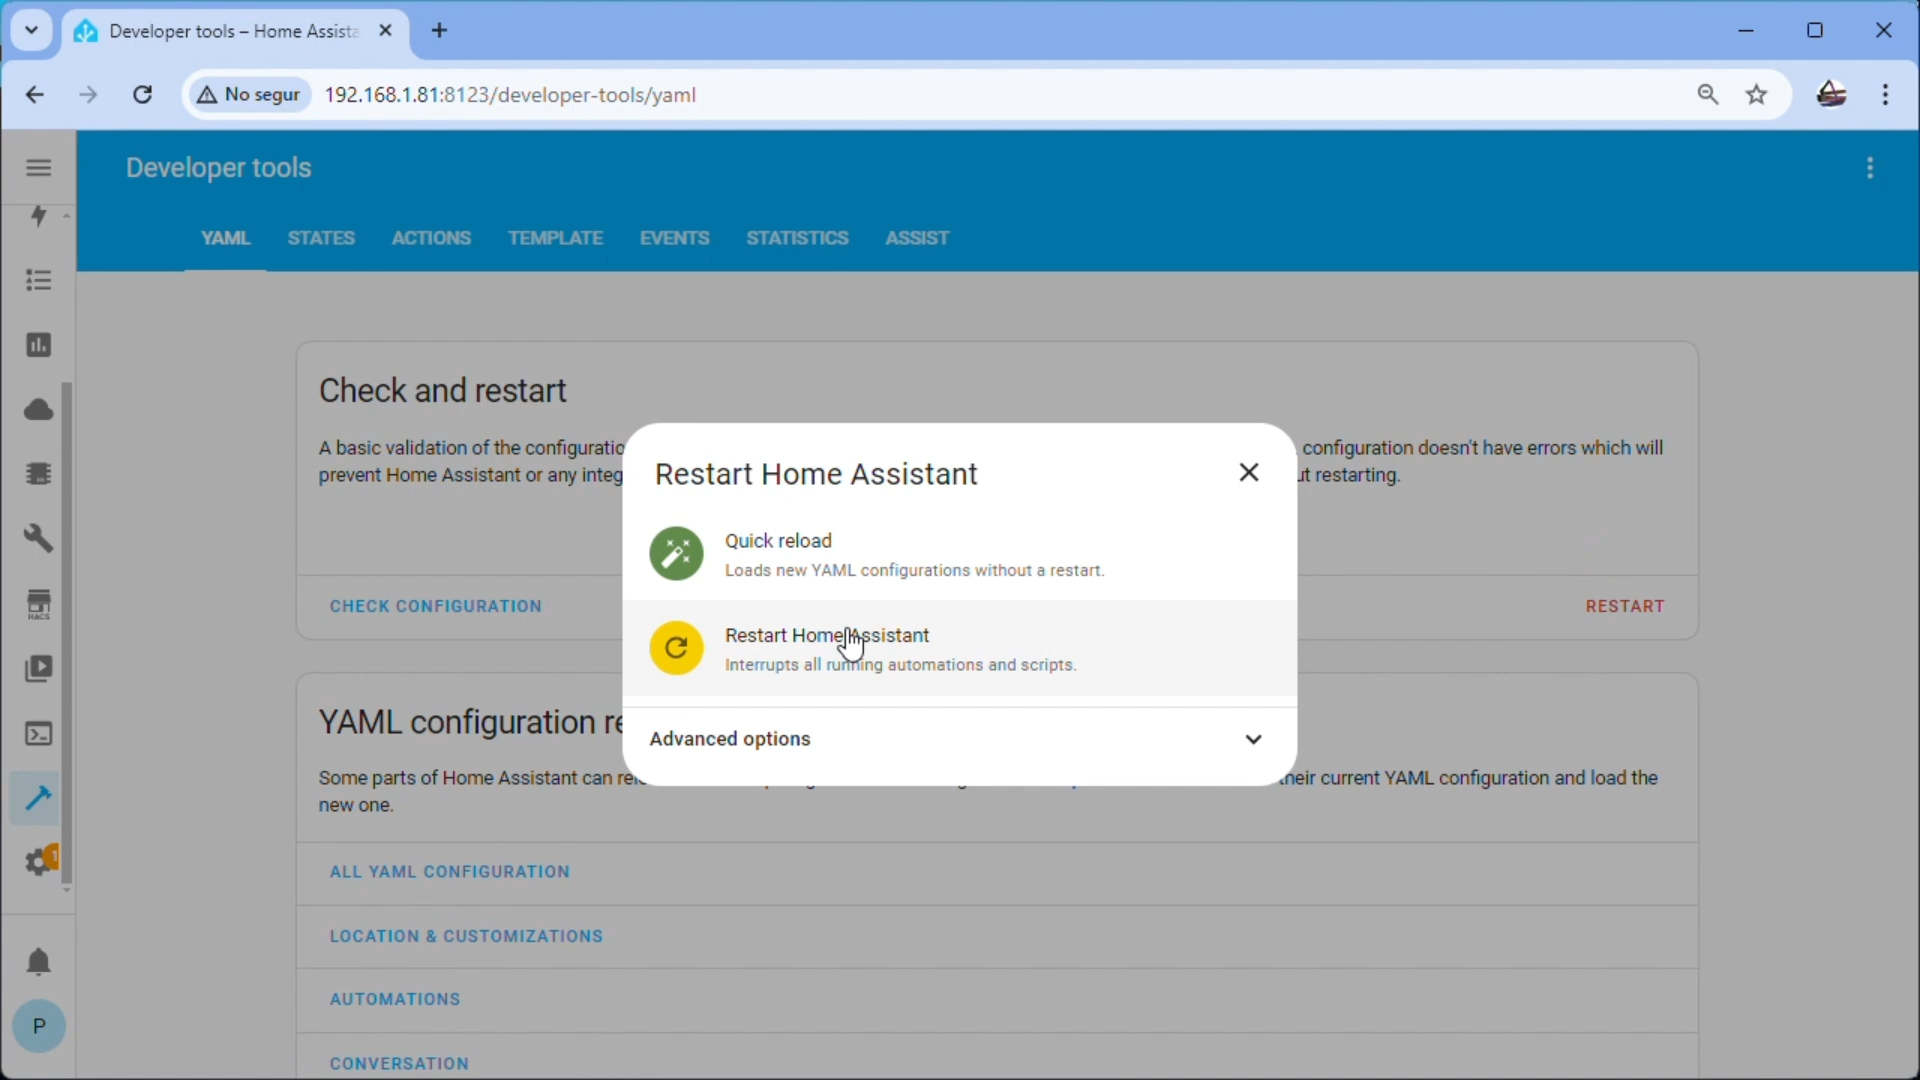 Developer tools – Home Assista
No segur
192.168.1.81:8123/developer-tools/yaml
Developer tools
YAML STATES ACTIONS TEMPLATE EVENTS STATISTICS ASSIST
Check and restart
A basic validation of the configuratio
configuration doesn't have errors which will
prevent Home Assistant or any integ
ut restarting.
CHECK CONFIGURATION
RESTART
Restart Home Assistant
Quick reload
Loads new YAML configurations without a restart.
Restart Home Assistant
Interrupts all running automations and scripts.
Advanced options
YAML configuration re
Some parts of Home Assistant can rel
their current YAML configuration and load the
new one.
ALL YAML CONFIGURATION
LOCATION & CUSTOMIZATIONS
AUTOMATIONS
CONVERSATION
HACS
1
P